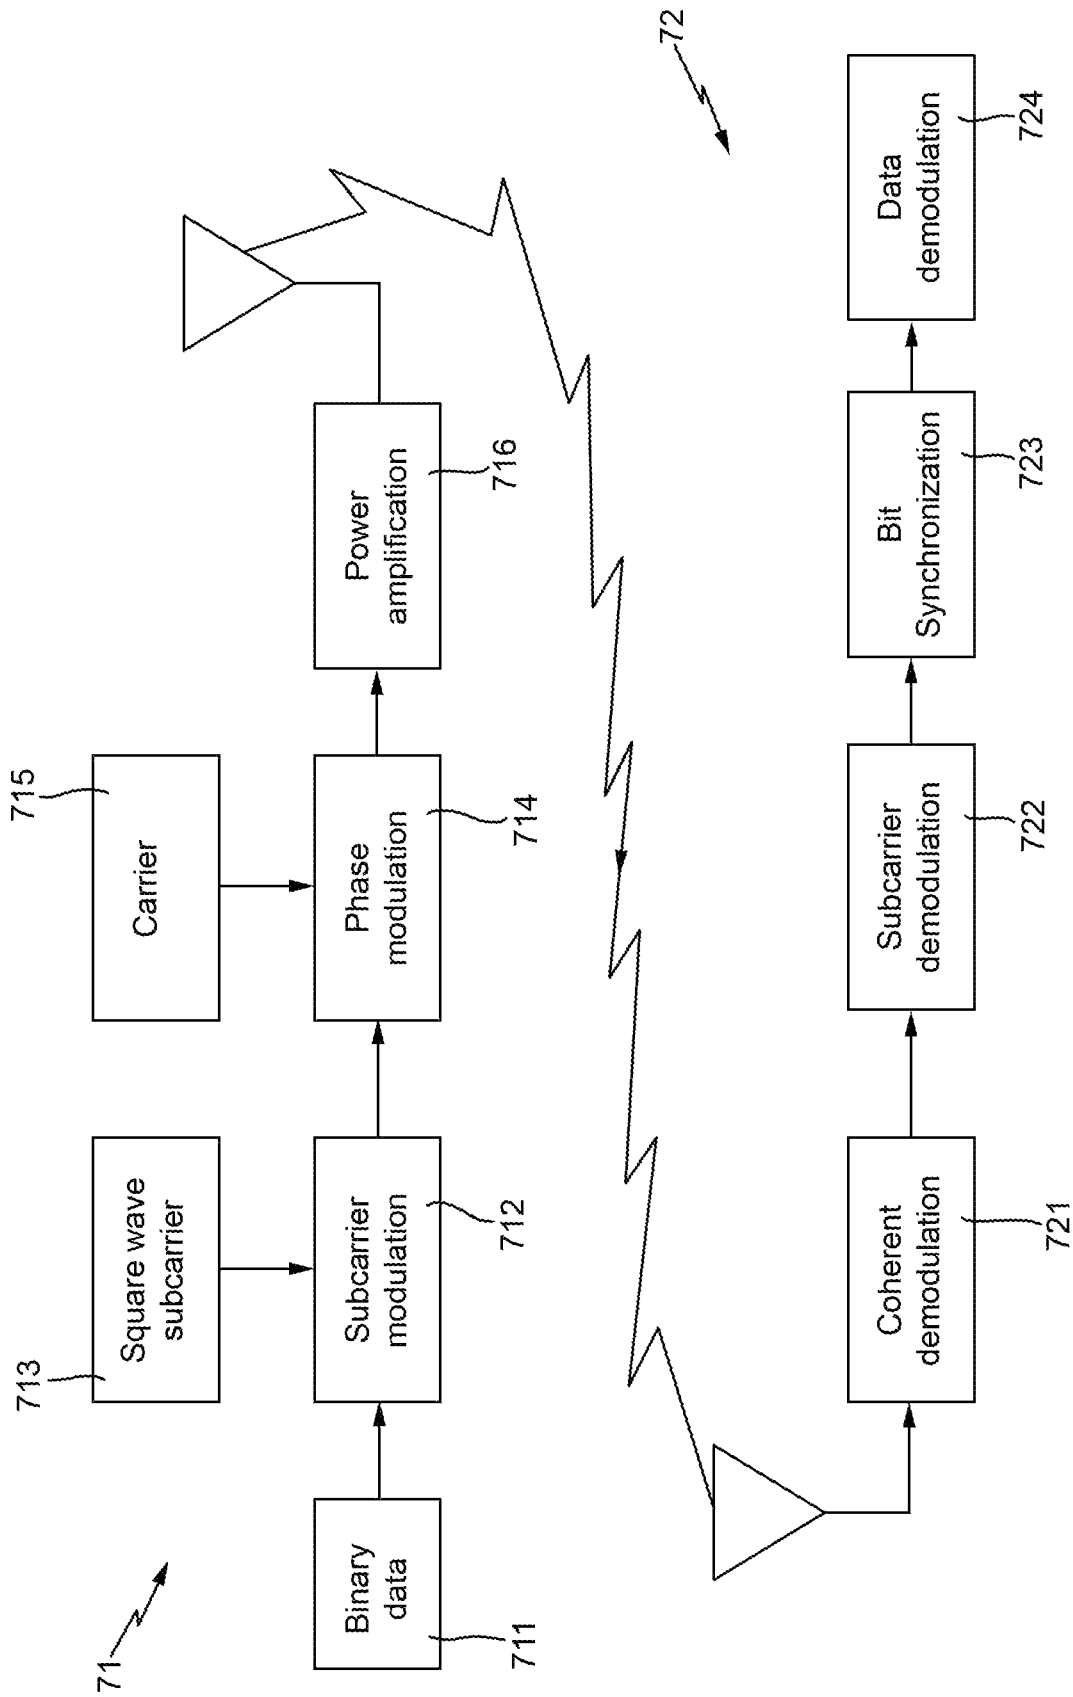 71
713
Square wave
subcarrier
Carrier
715
Binary
data
711
Subcarrier
modulation
712
Phase
modulation
714
Power
amplification
716
72
Coherent
demodulation
721
Subcarrier
demodulation
722
Bit
Synchronization
723
Data
demodulation
724